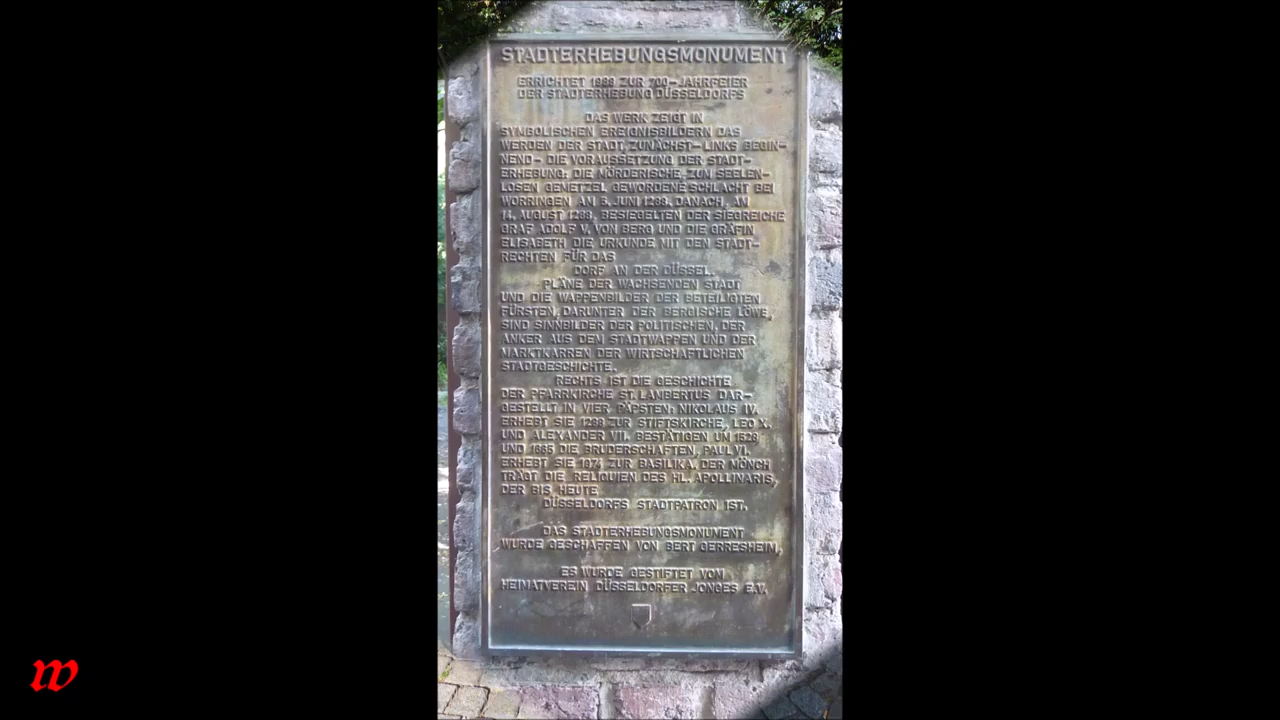 STADTERHEBUNGSMONUMENT
ERRICHTET 1988 ZUR 700-JAHRFEIER
DER STADTERHEBUNG DÜSSELDORFS
DAS WERK ZEIGT IN
SYMBOLISCHEN EREIGNISBILDERN DAS
WERDEN DER STADT, ZUNÄCHST-LINKS BEGIN-
NEND- DIE VORAUSSETZUNG DER STADT-
ERHEBUNG: DIE MÖRDERISCHE, ZUM SEELEN-
LOSEN GEMETZEL GEWORDENE SCHLACHT BEI
WORRINGEN AM 5. JUNI 1288. DANACH, AM
14. AUGUST 1288, BESIEGELTEN DER SIEGREICHE
GRAF ADOLF V. VON BERG UND DIE GRÄFIN
ELISABETH DIE URKUNDE MIT DEN STADT-
RECHTEN FÜR DAS
DORF AN DER DÜSSEL.
PLÄNE DER WACHSENDEN STADT
UND DIE WAPPENBILDER DER BETEILIGTEN
FÜRSTEN, DARUNTER DER BERGISCHE LÖWE,
SIND SINNBILDER DER POLITISCHEN, DER
ANKER AUS DEM STADTWAPPEN UND DER
MARKTKARREN DER WIRTSCHAFTLICHEN
STADTGESCHICHTE.
RECHTS IST DIE GESCHICHTE
DER PFARRKIRCHE ST. LAMBERTUS DAR-
GESTELLT IN VIER PÄPSTEN: NIKOLAUS IV.
ERHEBT SIE 1288 ZUR STIFTSKIRCHE, LEO X.
UND ALEXANDER VII. BESTÄTIGEN UM 1528
UND 1665 DIE BRUDERSCHAFTEN, PAUL VI.
ERHEBT SIE 1974 ZUR BASILIKA. DER MÖNCH
TRÄGT DIE RELIQUIEN DES HL. APOLLINARIS,
DER BIS HEUTE
DÜSSELDORFS STADTPATRON IST.
DAS STADTERHEBUNGSMONUMENT
WURDE GESCHAFFEN VON BERT GERRESHEIM,
ES WURDE GESTIFTET VOM
HEIMATVEREIN DÜSSELDORFER JONGES E.V.
w